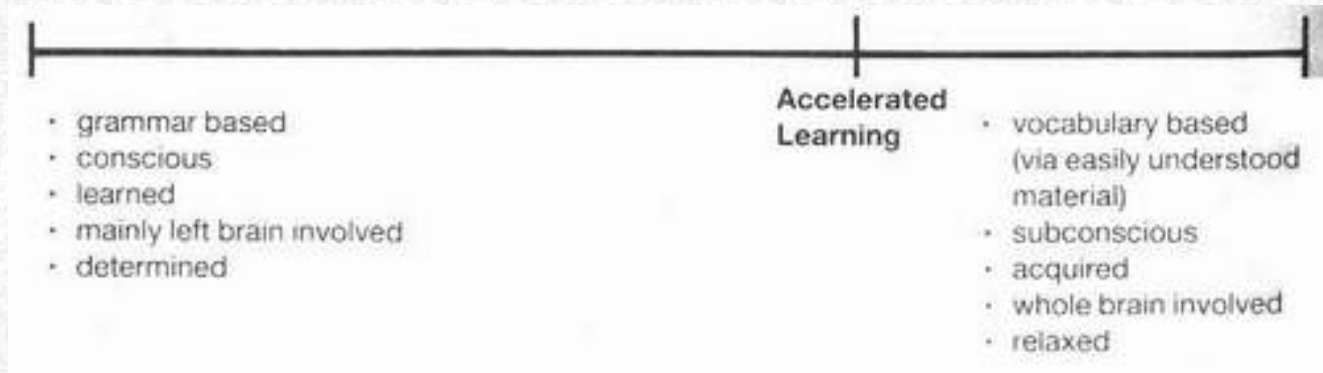 • grammar based
• conscious
• learned
• mainly left brain involved
• determined
Accelerated
Learning
• vocabulary based
(via easily understood
material)
• subconscious
• acquired
• whole brain involved
• relaxed